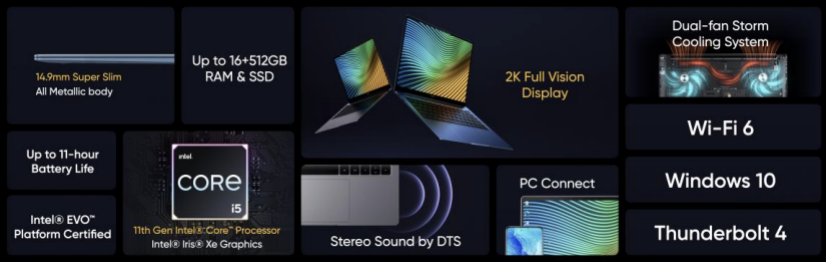 14.9mm Super Slim
All Metallic body
Up to 16+512GB
RAM & SSD
2K Full Vision
Display
Dual-fan Storm
Cooling System
Wi-Fi 6
Up to 11-hour
Battery Life
intel
CORE
i5
11th Gen Intel® Core™ Processor
Intel® Iris® Xe Graphics
Stereo Sound by DTS
PC Connect
Windows 10
Intel® EVO™
Platform Certified
Thunderbolt 4